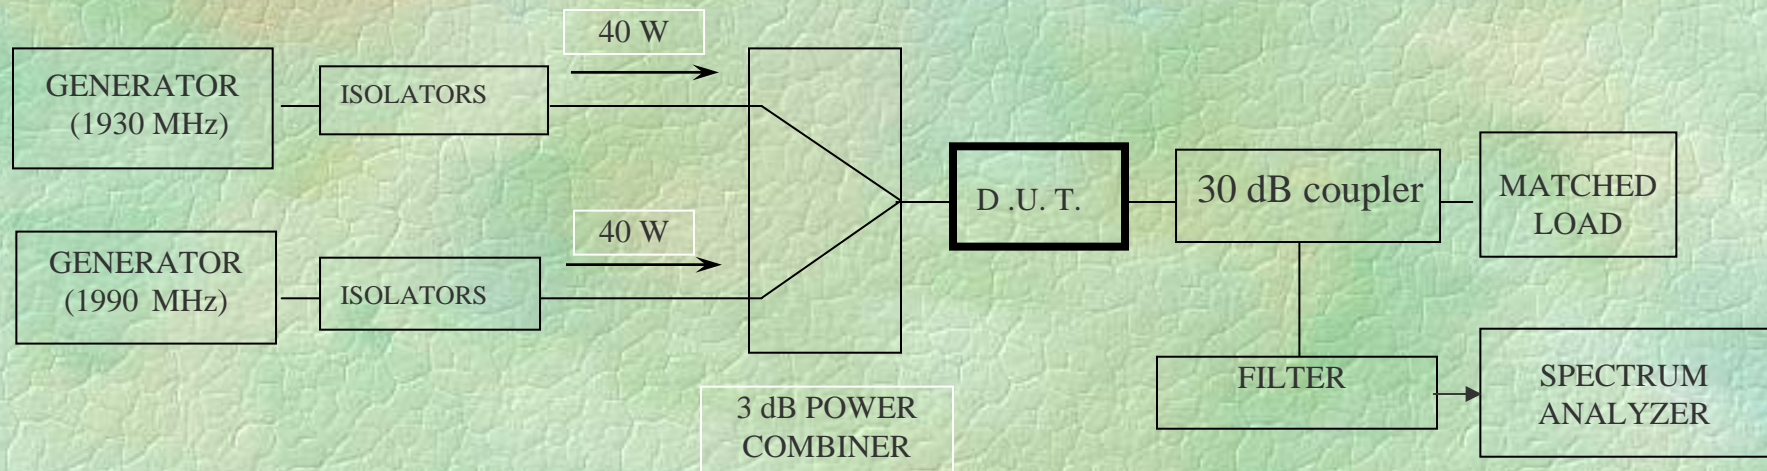 40 W
GENERATOR
(1930 MHz)
ISOLATORS
40 W
GENERATOR
(1990 MHz)
ISOLATORS
3 dB POWER
COMBINER
D .U. T.
30 dB coupler
MATCHED
LOAD
FILTER
SPECTRUM
ANALYZER